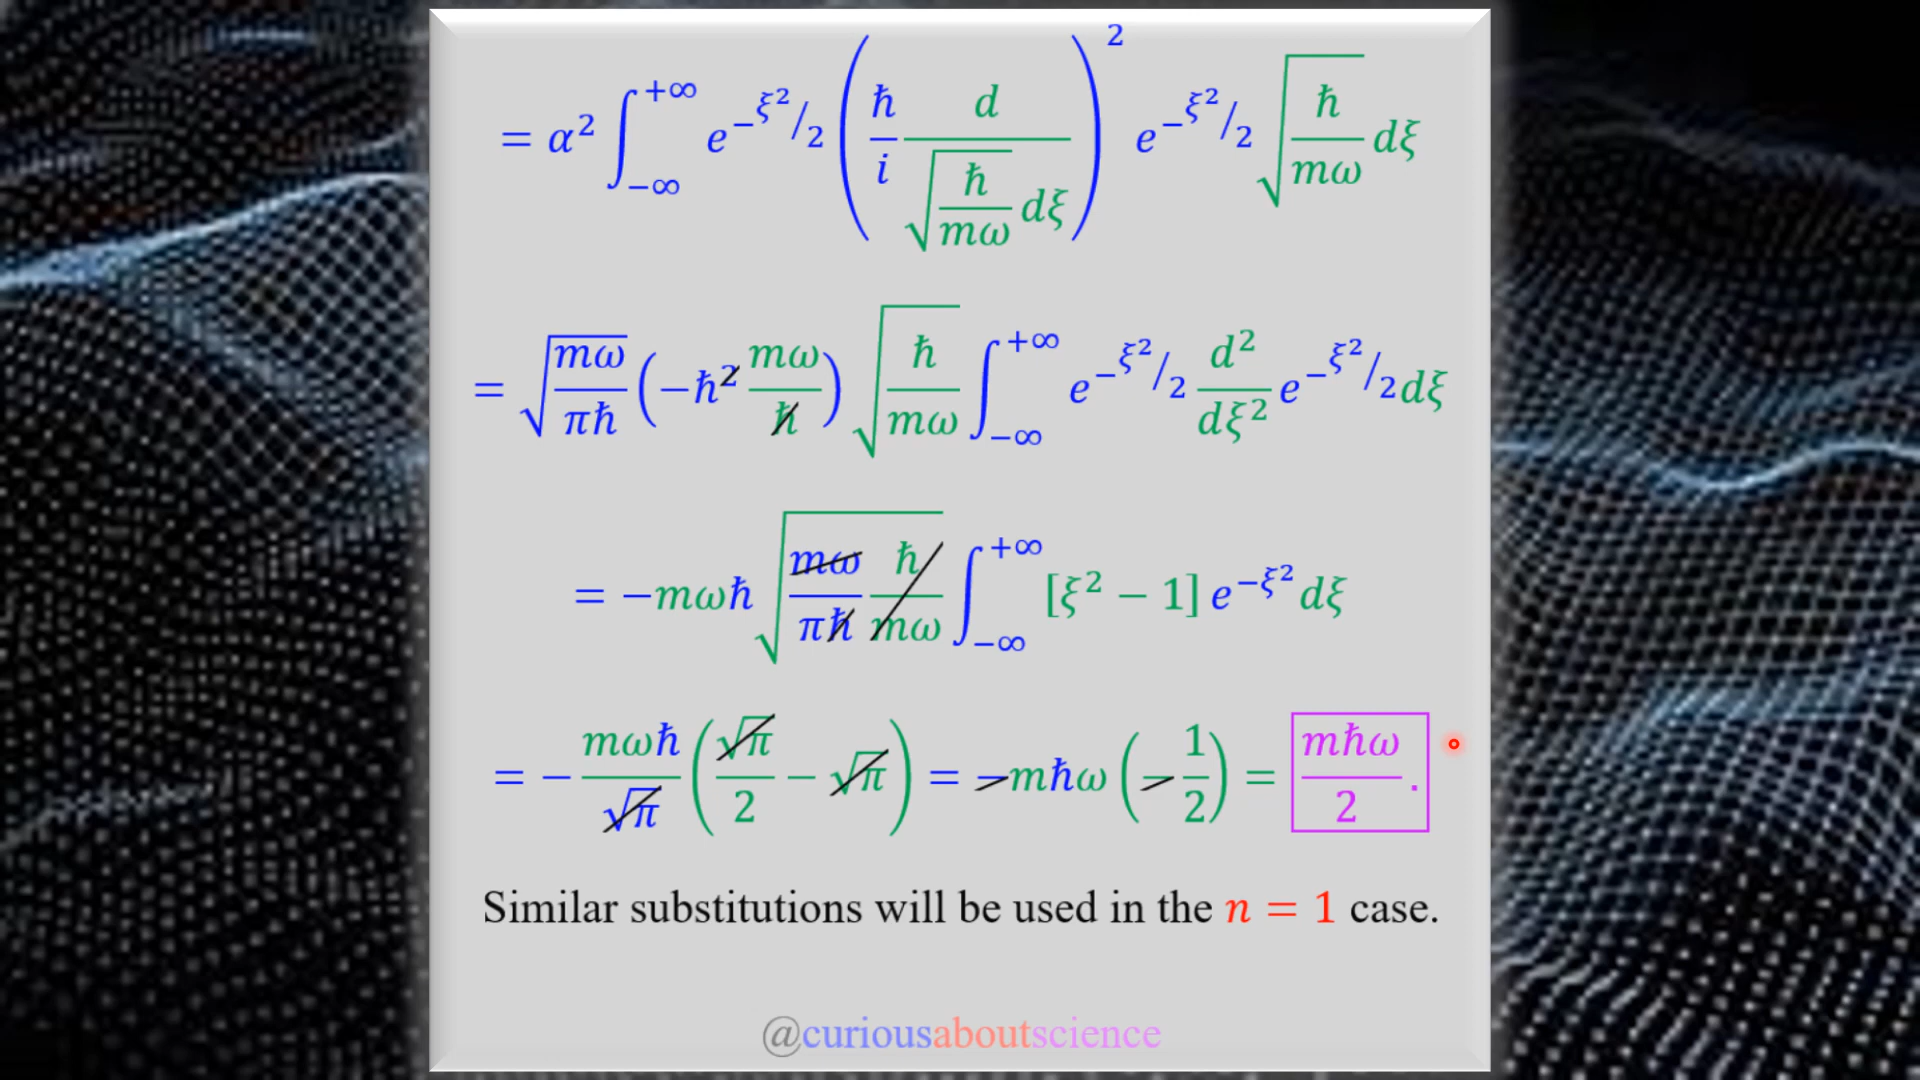 = α² ∫₋∞⁺∞ e^(−ξ²/2) (ħ/i d/(√(ħ/mω) dξ))² e^(−ξ²/2) √(ħ/mω) dξ
= √(mω/πħ) (−ħ² mω/ħ) √(ħ/mω) ∫₋∞⁺∞ e^(−ξ²/2) d²/dξ² e^(−ξ²/2) dξ
= −mωħ √(mω/πħ ħ/mω) ∫₋∞⁺∞ [ξ² − 1] e^(−ξ²) dξ
= − mωħ/√π (√π/2 − √π) = −mħω (− 1/2) = mħω/2 .
Similar substitutions will be used in the n = 1 case.
@curiousaboutscience